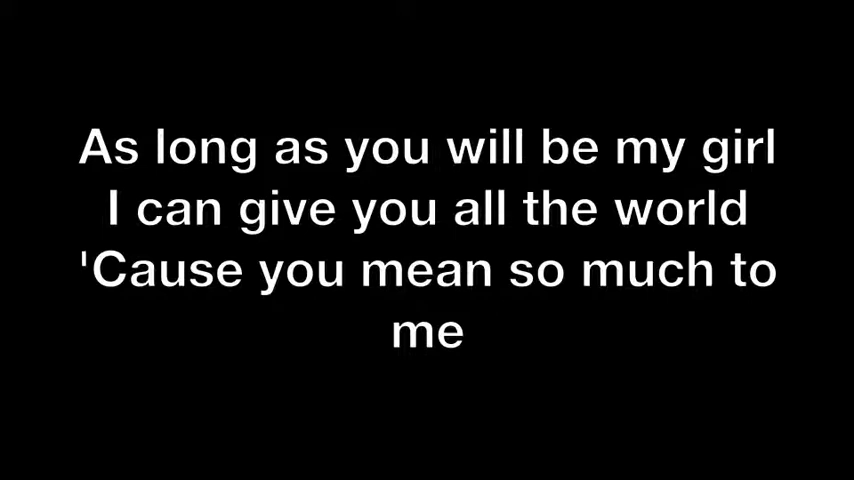 As long as you will be my girl
I can give you all the world
'Cause you mean so much to
me